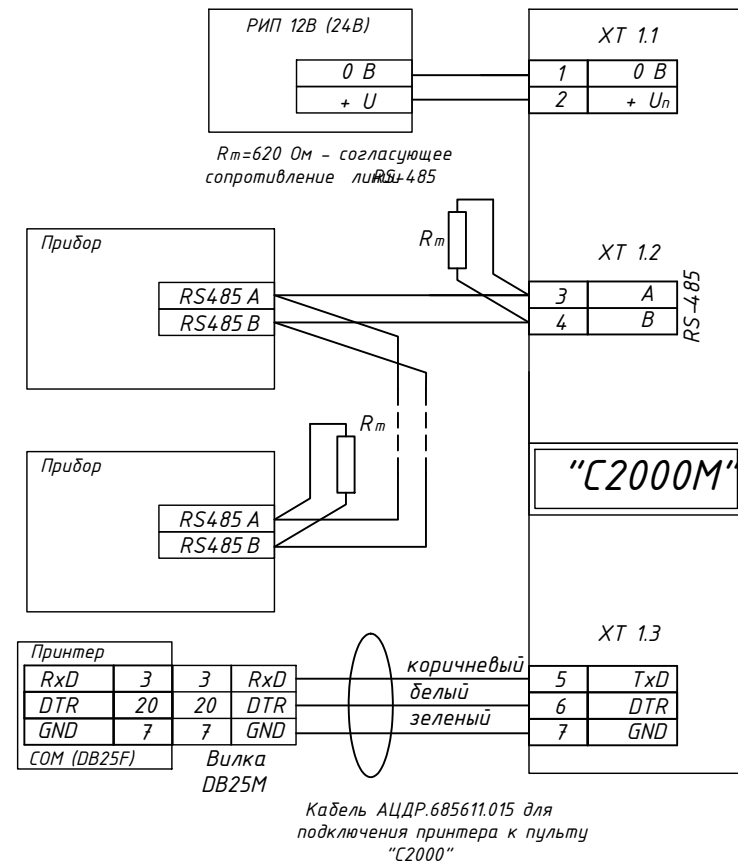 РИП 12В (24В)
0 В
+ U
XT 1.1
1 0 В
2 + Uп
Rт=620 Ом - согласующее
сопротивление линии RS-485
Прибор
RS485 A
RS485 B
Rт
XT 1.2
3 A
4 B
RS-485
Прибор
RS485 A
RS485 B
Rт
"С2000М"
XT 1.3
Принтер
RxD 3 3 RxD
DTR 20 20 DTR
GND 7 7 GND
COM (DB25F)
Вилка
DB25M
коричневый
белый
зеленый
5 TxD
6 DTR
7 GND
Кабель АЦДР.685611.015 для
подключения принтера к пульту
"С2000"